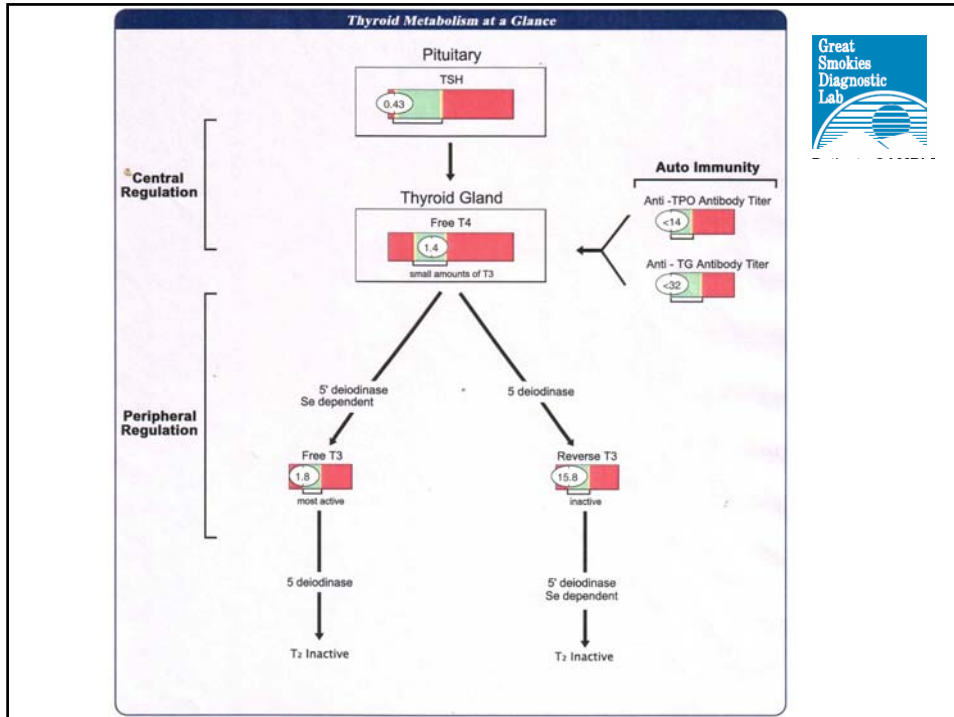 Thyroid Metabolism at a Glance
Great
Smokies
Diagnostic
Lab
Pituitary
TSH
0.43
Central
Regulation
Thyroid Gland
Free T4
1.4
small amounts of T3
Auto Immunity
Anti -TPO Antibody Titer
<14
Anti - TG Antibody Titer
<32
Peripheral
Regulation
5' deiodinase
Se dependent
5 deiodinase
Free T3
1.8
most active
Reverse T3
15.8
inactive
5 deiodinase
5' deiodinase
Se dependent
T2 Inactive
T2 Inactive